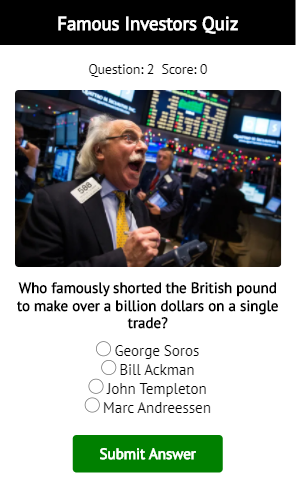 Famous Investors Quiz
Question: 2 Score: 0
588
Who famously shorted the British pound
to make over a billion dollars on a single
trade?
George Soros
Bill Ackman
John Templeton
Marc Andreessen
Submit Answer